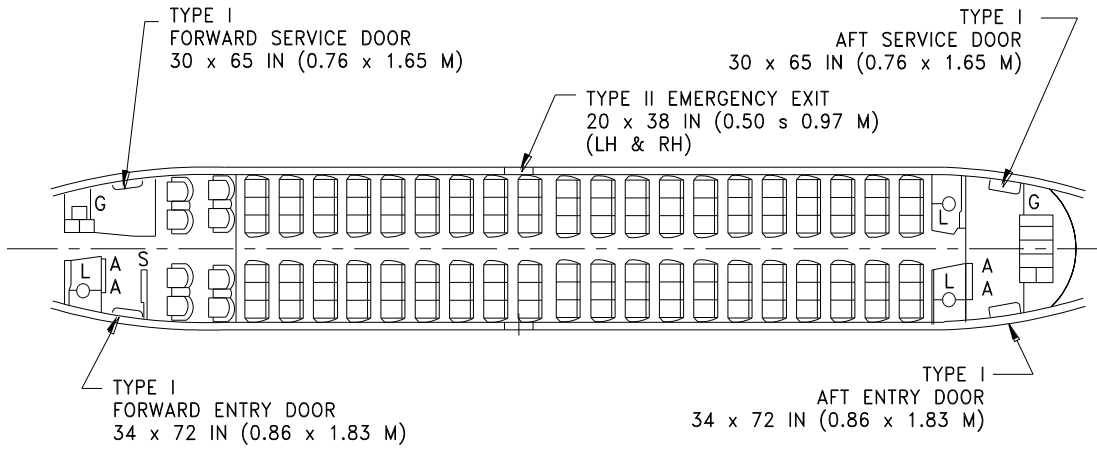 TYPE I
FORWARD SERVICE DOOR
30 x 65 IN (0.76 x 1.65 M)
TYPE I
AFT SERVICE DOOR
30 x 65 IN (0.76 x 1.65 M)
TYPE II EMERGENCY EXIT
20 x 38 IN (0.50 s 0.97 M)
(LH & RH)
G
L
G
L
A
A
S
L
A
A
TYPE I
FORWARD ENTRY DOOR
34 x 72 IN (0.86 x 1.83 M)
TYPE I
AFT ENTRY DOOR
34 x 72 IN (0.86 x 1.83 M)